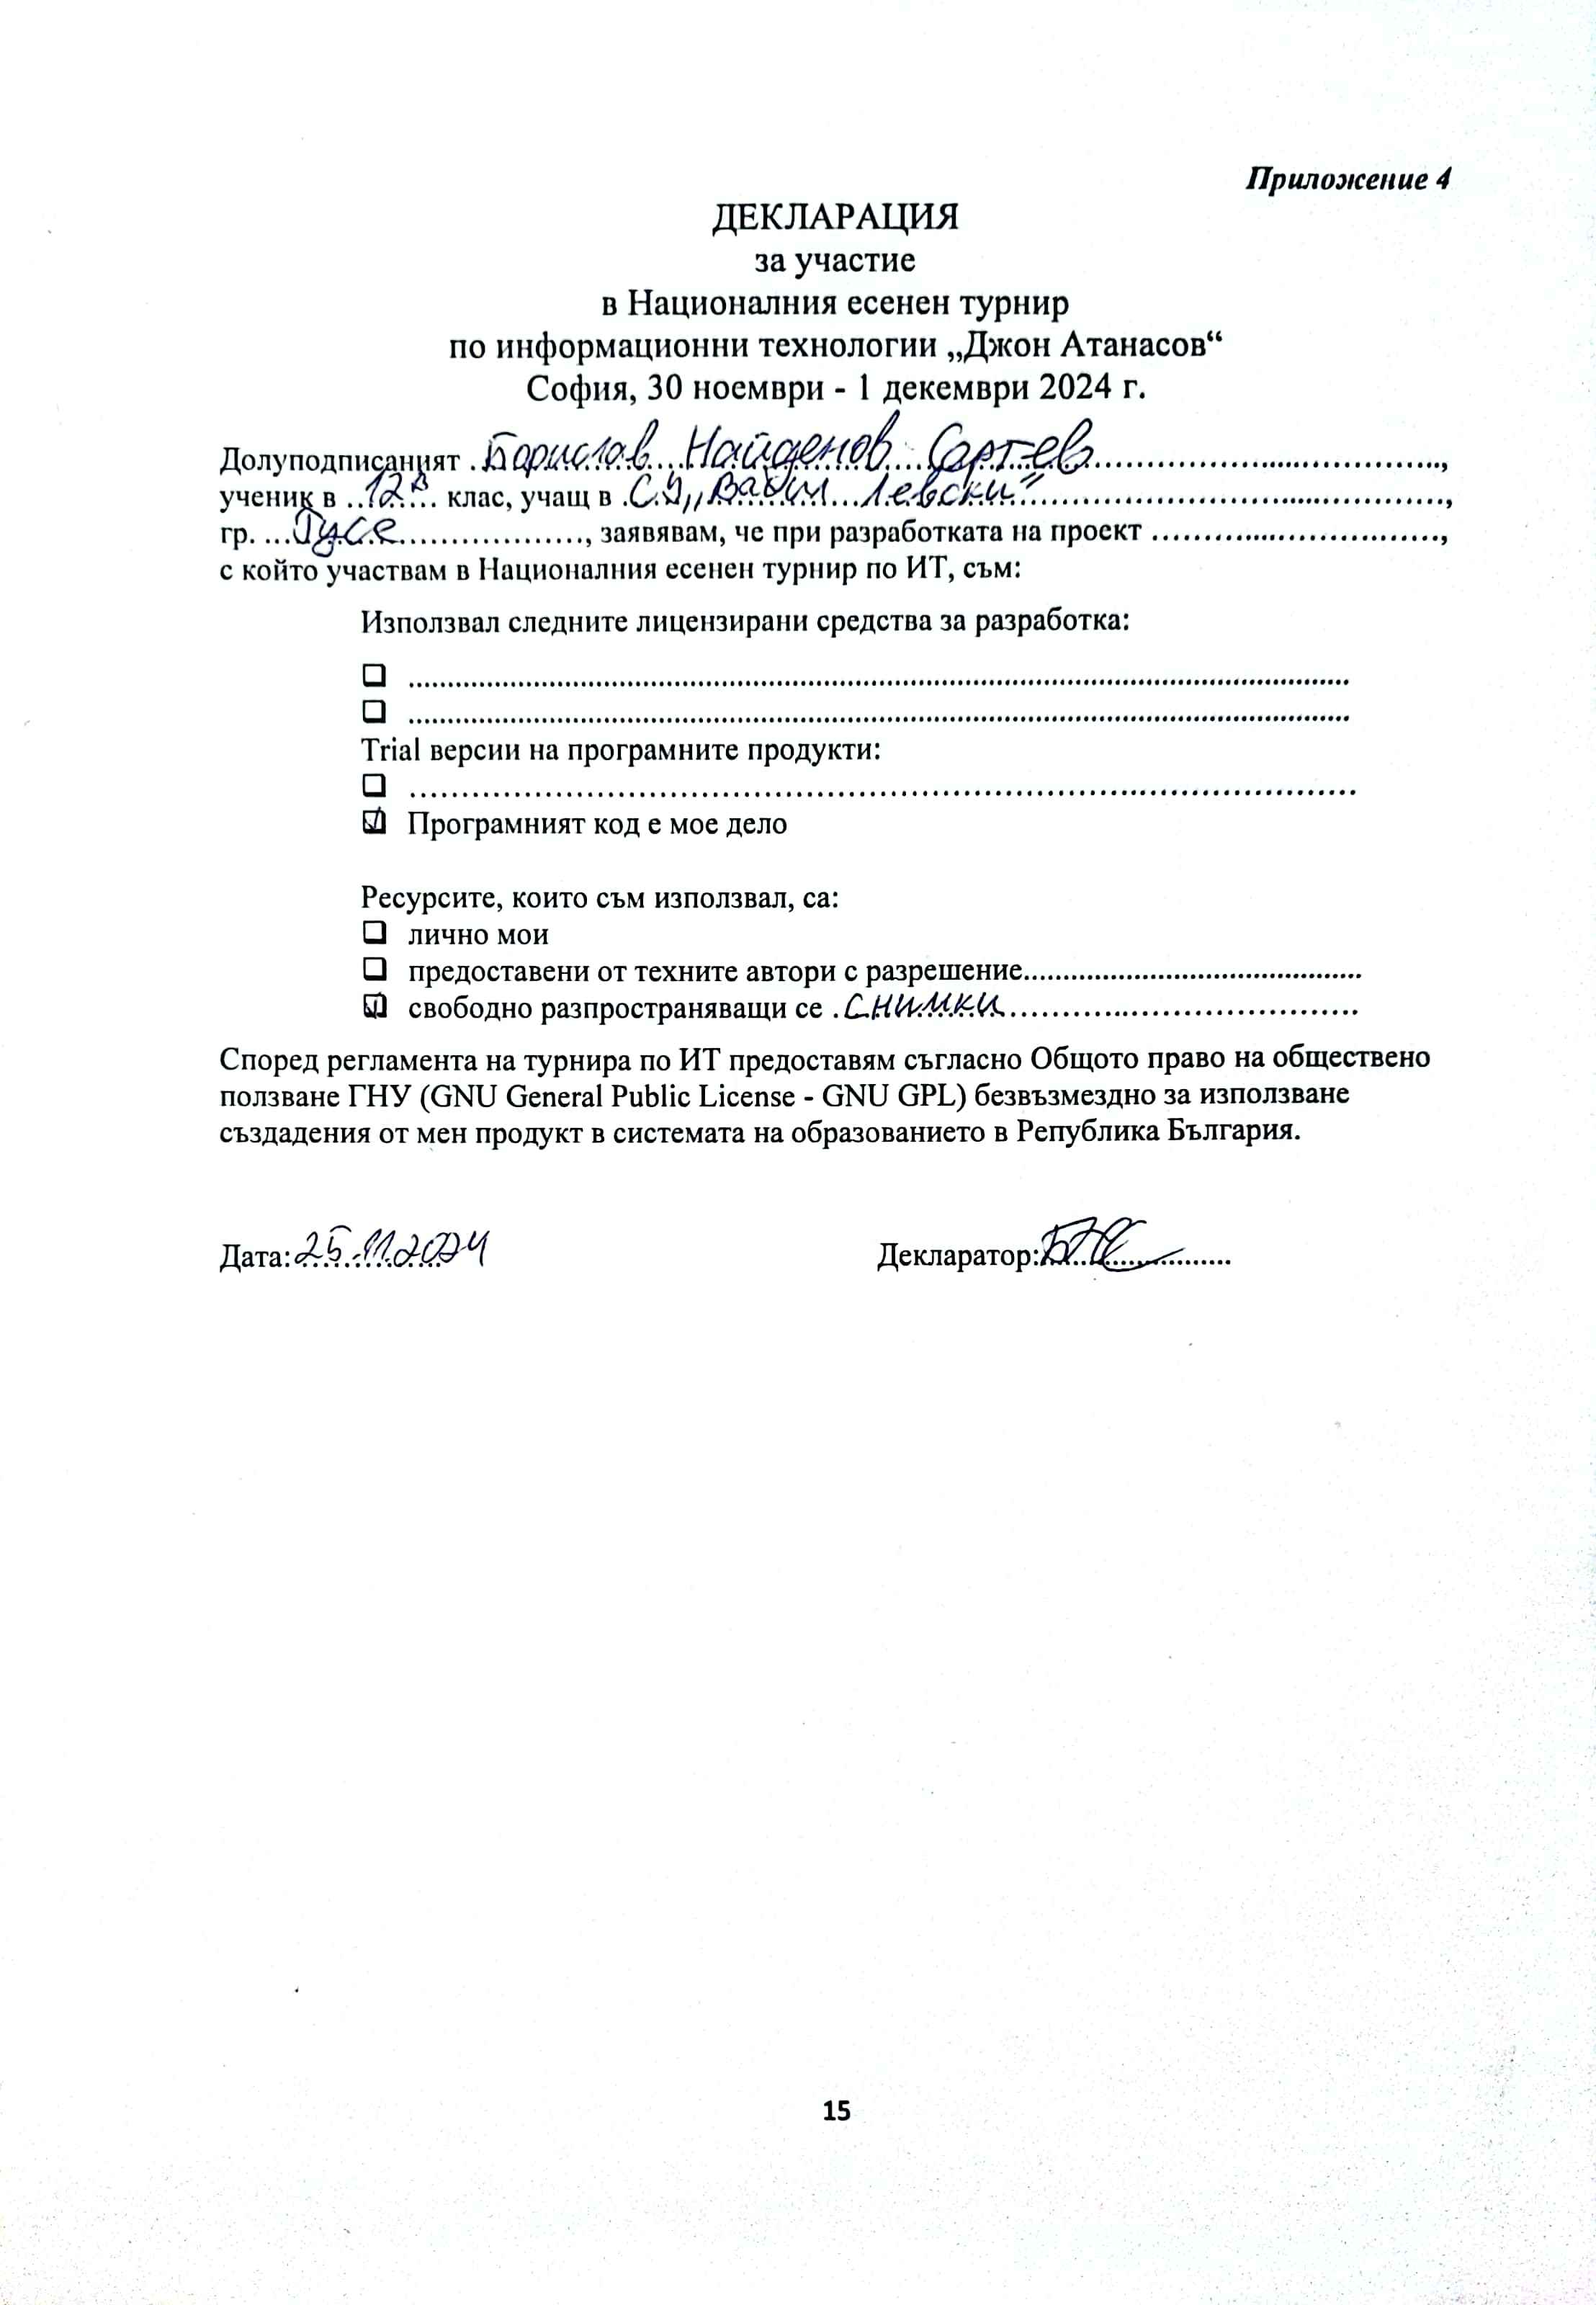 Приложение 4
ДЕКЛАРАЦИЯ
за участие
в Националния есенен турнир
по информационни технологии „Джон Атанасов“
София, 30 ноември - 1 декември 2024 г.
Долуподписаният Борислав Найденов Сартев,
ученик в 12В клас, учащ в СУ „Васил Левски”,
гр. Русе, заявявам, че при разработката на проект ..............................,
с който участвам в Националния есенен турнир по ИТ, съм:
Използвал следните лицензирани средства за разработка:
☐ ....................................................................
☐ ....................................................................
Trial версии на програмните продукти:
☐ ....................................................................
☑ Програмният код е мое дело
Ресурсите, които съм използвал, са:
☐ лично мои
☐ предоставени от техните автори с разрешение..............................
☑ свободно разпространяващи се снимки
Според регламента на турнира по ИТ предоставям съгласно Общото право на обществено
ползване ГНУ (GNU General Public License - GNU GPL) безвъзмездно за използване
създадения от мен продукт в системата на образованието в Република България.
Дата: 25.11.2024 Декларатор:
15